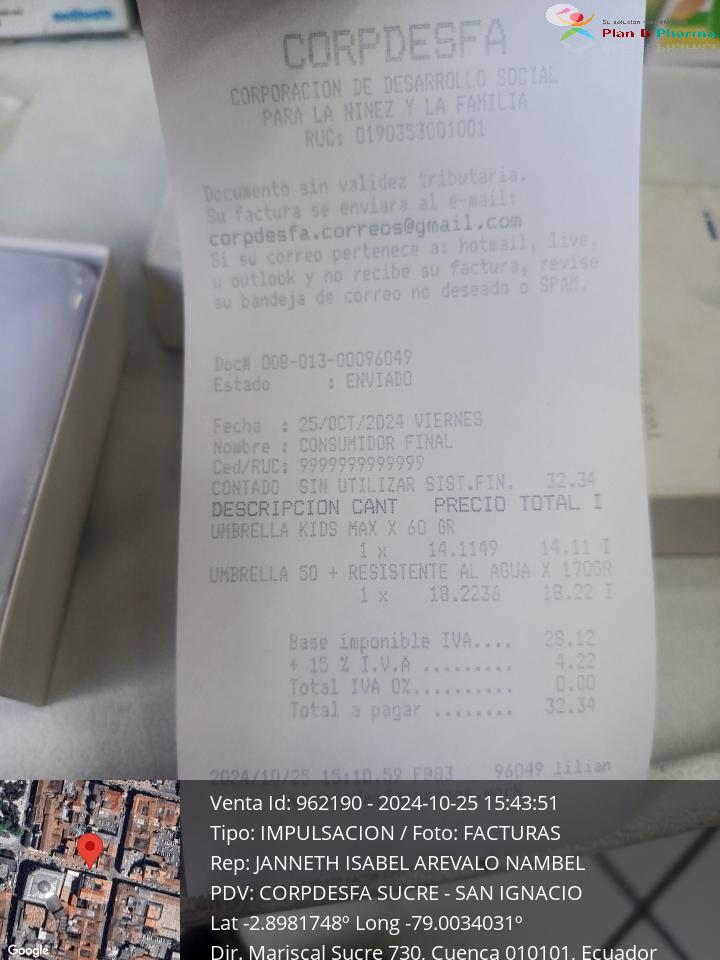 Plan B Pharma
CORPDESFA
CORPORACION DE DESARROLLO SOCIAL
PARA LA NINEZ Y LA FAMILIA
RUC: 0190353001001
Documento sin validez tributaria.
Su factura se enviara al e-mail:
corpdesfa.correos@gmail.com
Si su correo pertenece a: hotmail, live,
u outlook y no recibe su factura, revise
su bandeja de correo no deseado o SPAM.
Doc# 008-013-00096049
Estado : ENVIADO
Fecha : 25/OCT/2024 VIERNES
Nombre : CONSUMIDOR FINAL
Ced/RUC: 9999999999999
CONTADO SIN UTILIZAR SIST.FIN. 32.34
DESCRIPCION CANT PRECIO TOTAL I
UMBRELLA KIDS MAX X 60 GR
1 x 14.1149 14.11 I
UMBRELLA 50 + RESISTENTE AL AGUA X 170GR
1 x 18.2236 18.22 I
Base imponible IVA.... 28.12
+ 15 % I.V.A ......... 4.22
Total IVA 0%.......... 0.00
Total a pagar ........ 32.34
2024/10/25 15:10:59 96049 lilian
Venta Id: 962190 - 2024-10-25 15:43:51
Tipo: IMPULSACION / Foto: FACTURAS
Rep: JANNETH ISABEL AREVALO NAMBEL
PDV: CORPDESFA SUCRE - SAN IGNACIO
Lat -2.8981748º Long -79.0034031º
Dir. Mariscal Sucre 730, Cuenca 010101, Ecuador
Google